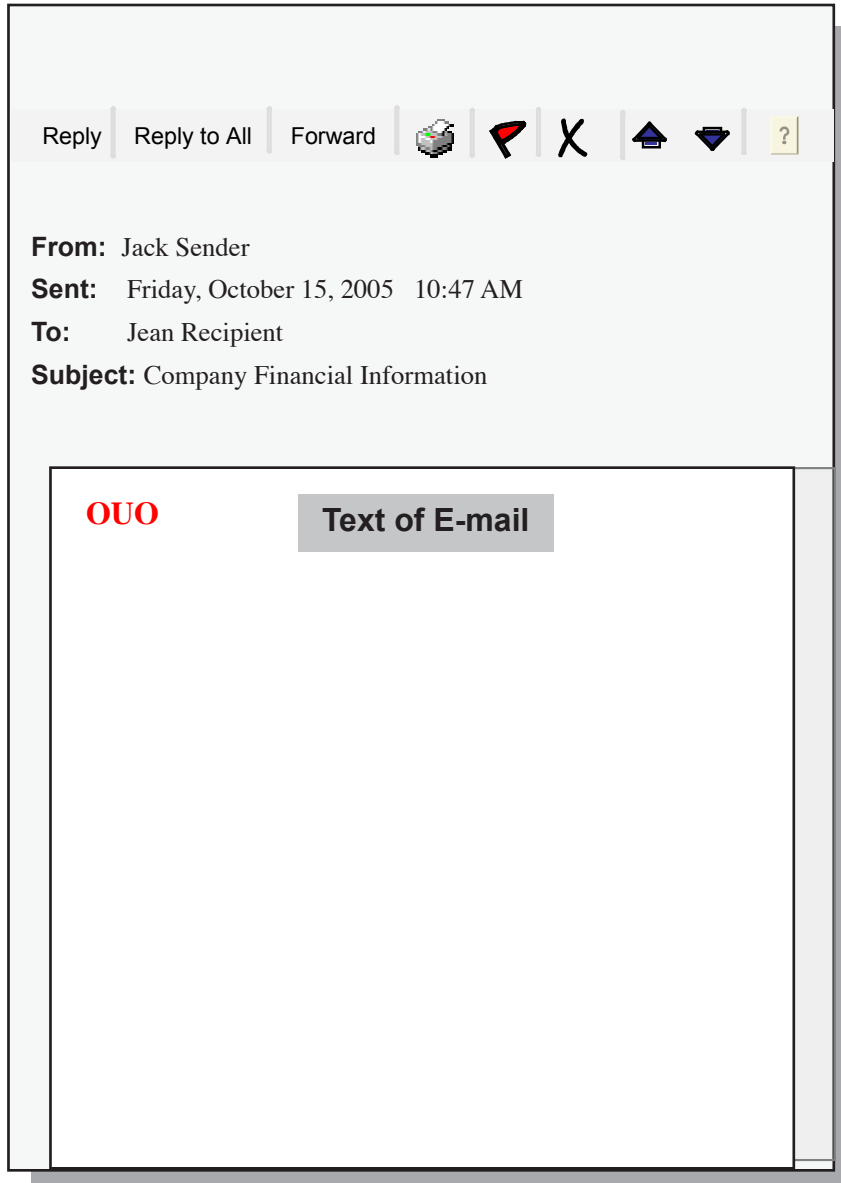 Reply Reply to All Forward ?
From: Jack Sender
Sent: Friday, October 15, 2005 10:47 AM
To: Jean Recipient
Subject: Company Financial Information
OUO Text of E-mail